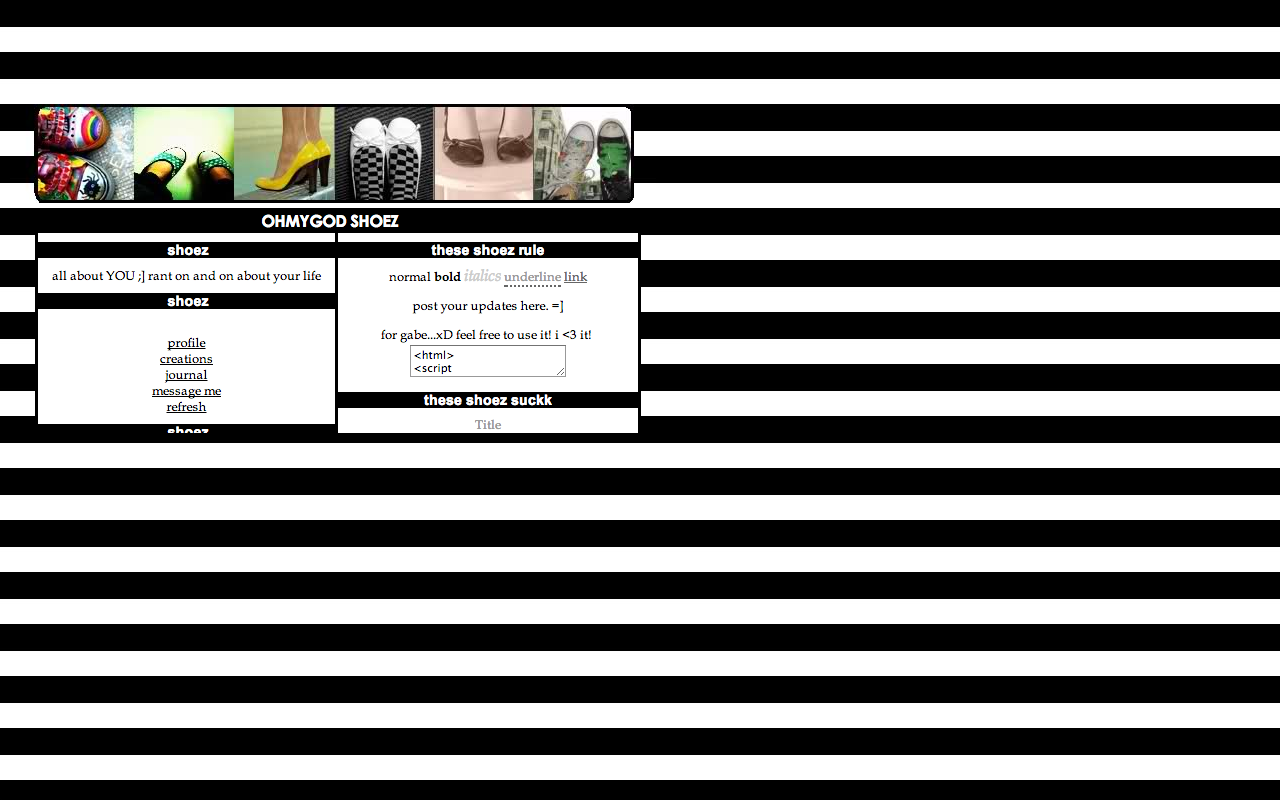 OHMYGOD SHOEZ
shoez
all about YOU ;] rant on and on about your life
shoez
profile
creations
journal
message me
refresh
shoez
these shoez rule
normal bold italics underline link
post your updates here. =]
for gabe...xD feel free to use it! i <3 it!
<html>
<script
these shoez suckk
Title